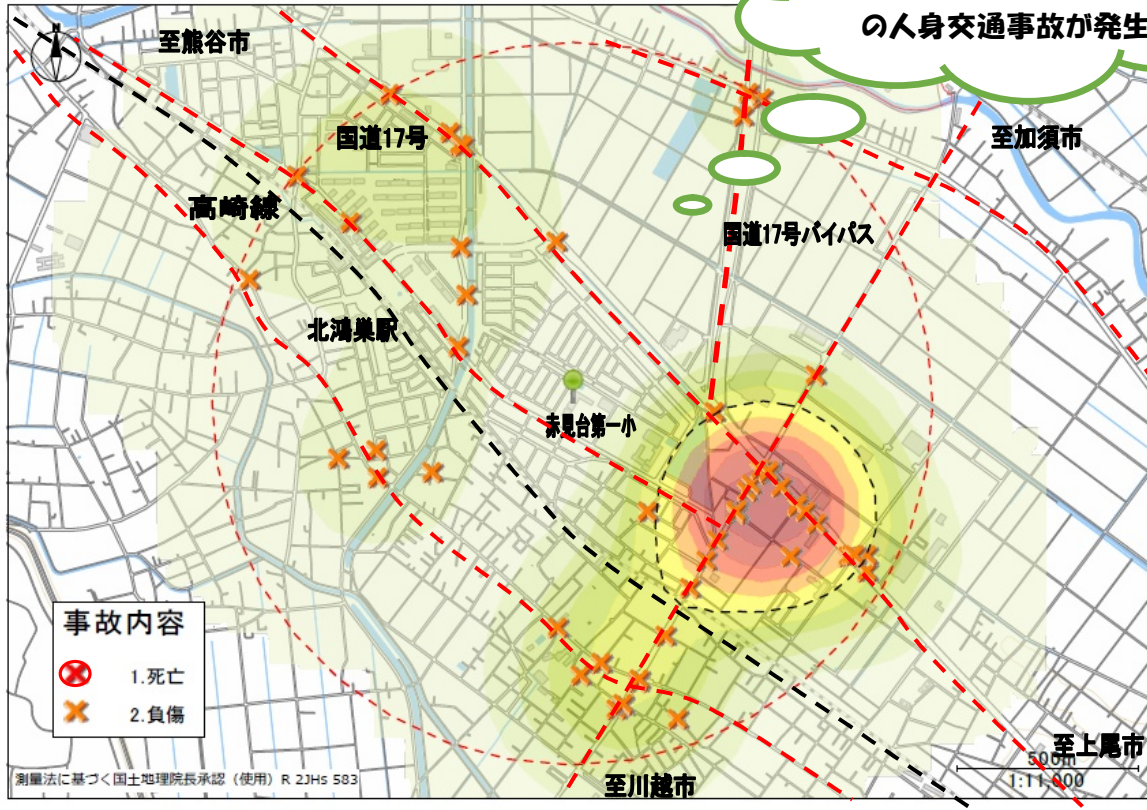 の人身交通事故が発生
N
至熊谷市
国道17号
至加須市
高崎線
国道17号バイパス
北鴻巣駅
赤見台第一小
事故内容
1.死亡
2.負傷
至上尾市
500m
1:11,000
至川越市
測量法に基づく国土地理院長承認（使用）R 2JHs 583